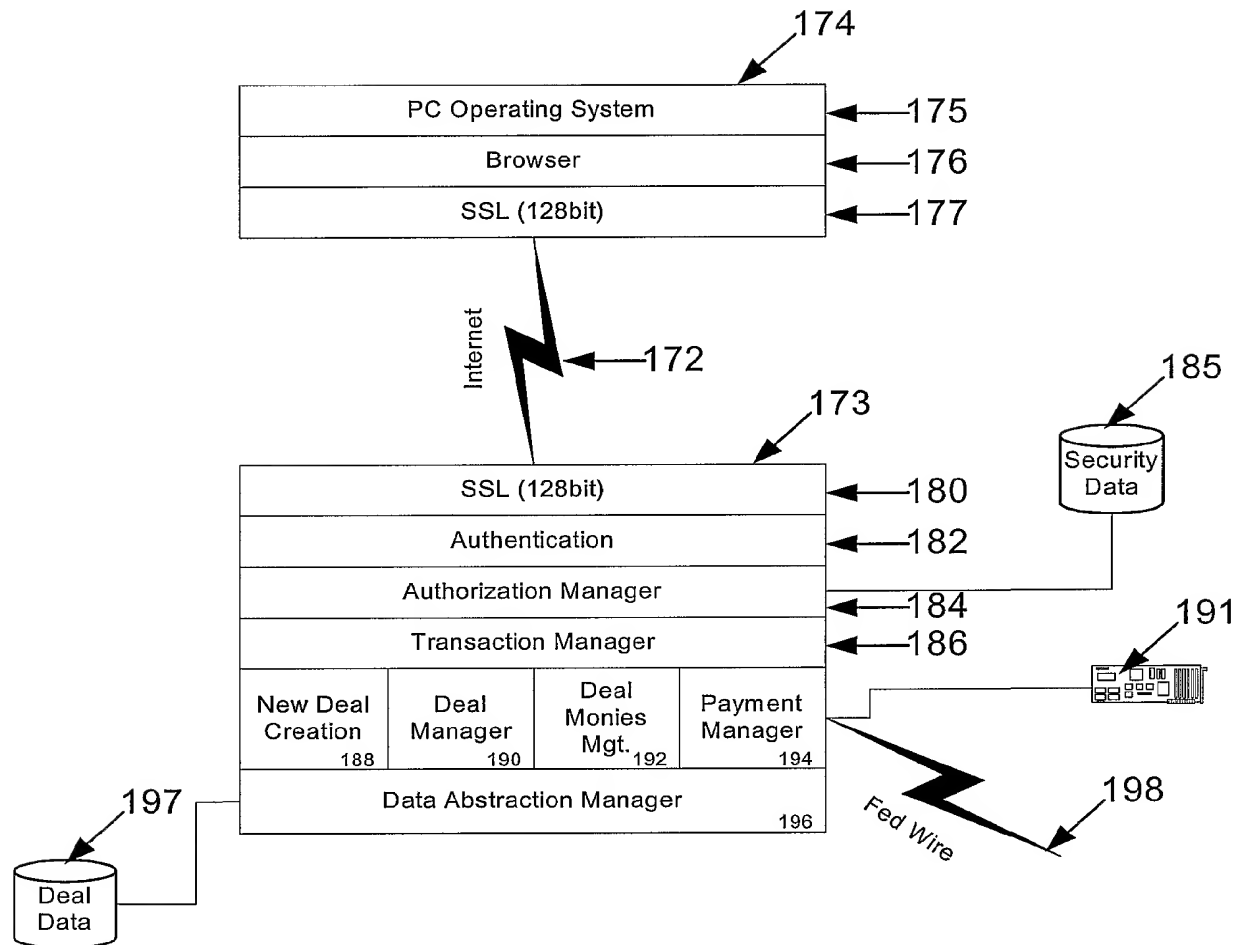 174
PC Operating System
175
Browser
176
SSL (128bit)
177
Internet
172
173
185
Security
Data
SSL (128bit)
180
Authentication
182
Authorization Manager
184
Transaction Manager
186
191
New Deal
Creation
188
Deal
Manager
190
Deal
Monies
Mgt.
192
Payment
Manager
194
Data Abstraction Manager
196
197
Deal
Data
Fed Wire
198